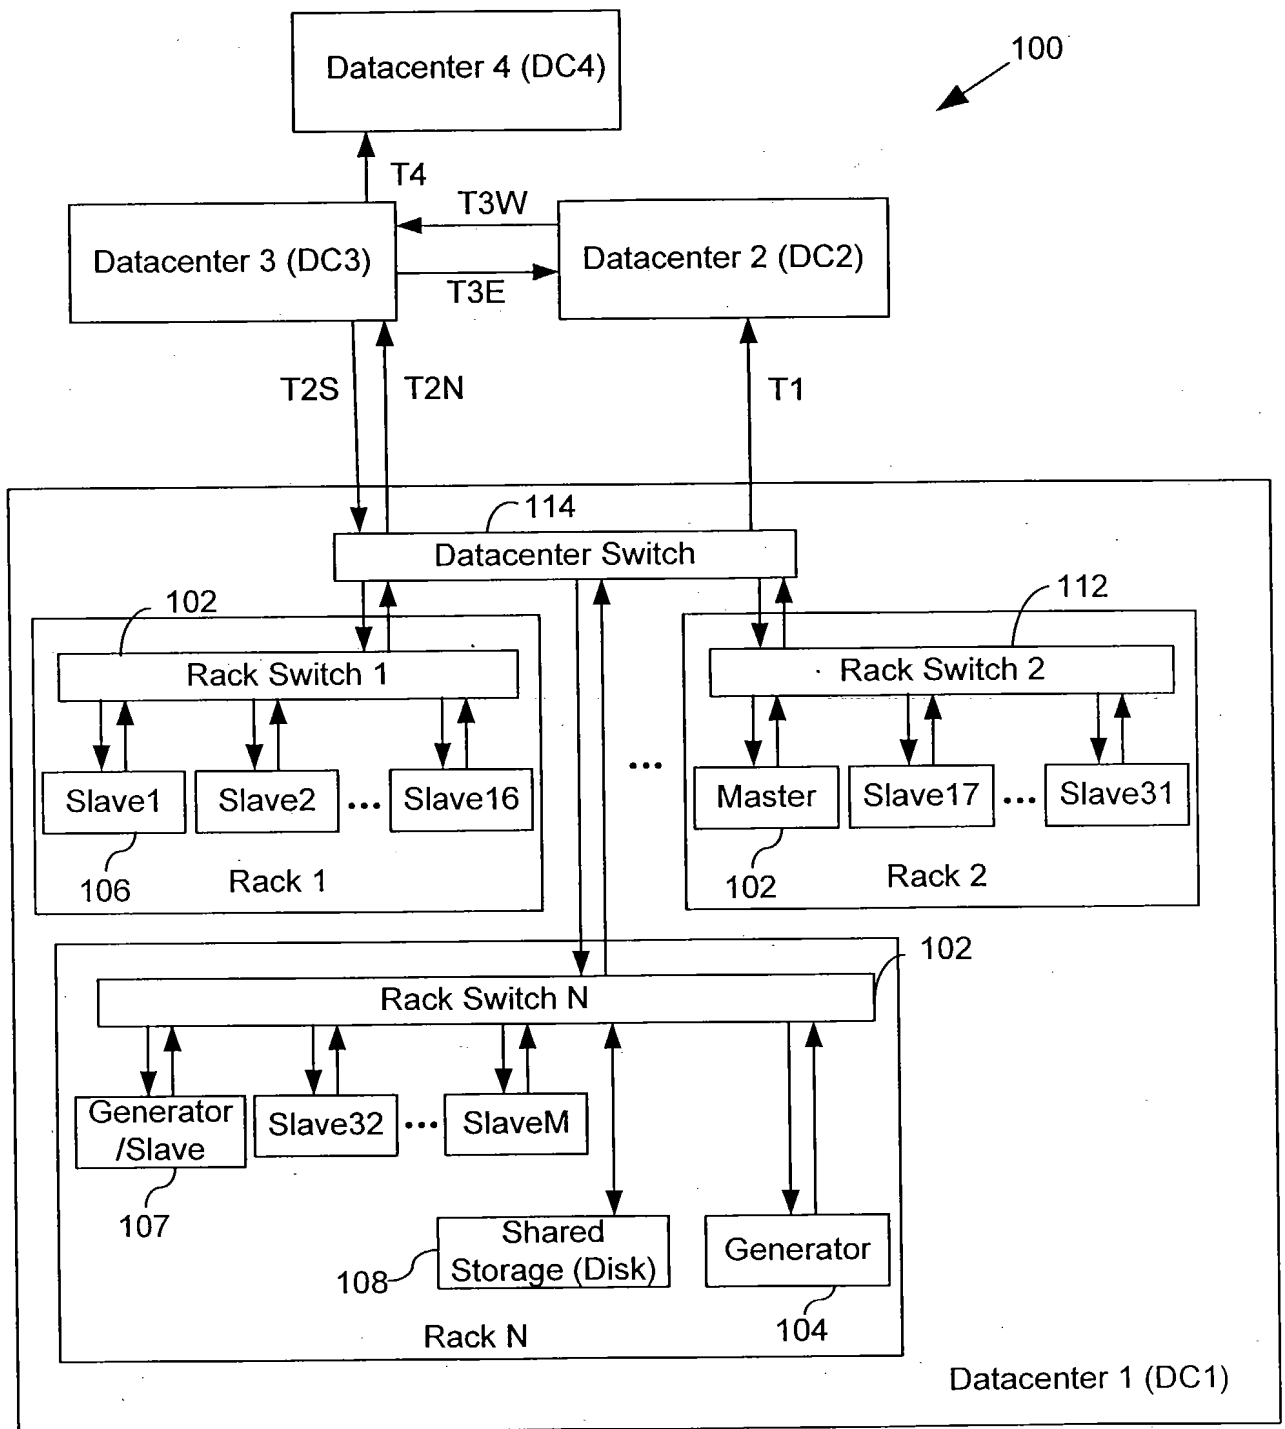 Datacenter 4 (DC4)
100
T4
T3W
Datacenter 3 (DC3)
Datacenter 2 (DC2)
T3E
T2S
T2N
T1
114
Datacenter Switch
102
112
Rack Switch 1
Rack Switch 2
Slave1
Slave2
...
Slave16
...
Master
Slave17
...
Slave31
106
Rack 1
102
Rack 2
102
Rack Switch N
Generator
/Slave
Slave32
...
SlaveM
107
Shared
Storage (Disk)
108
Generator
104
Rack N
Datacenter 1 (DC1)